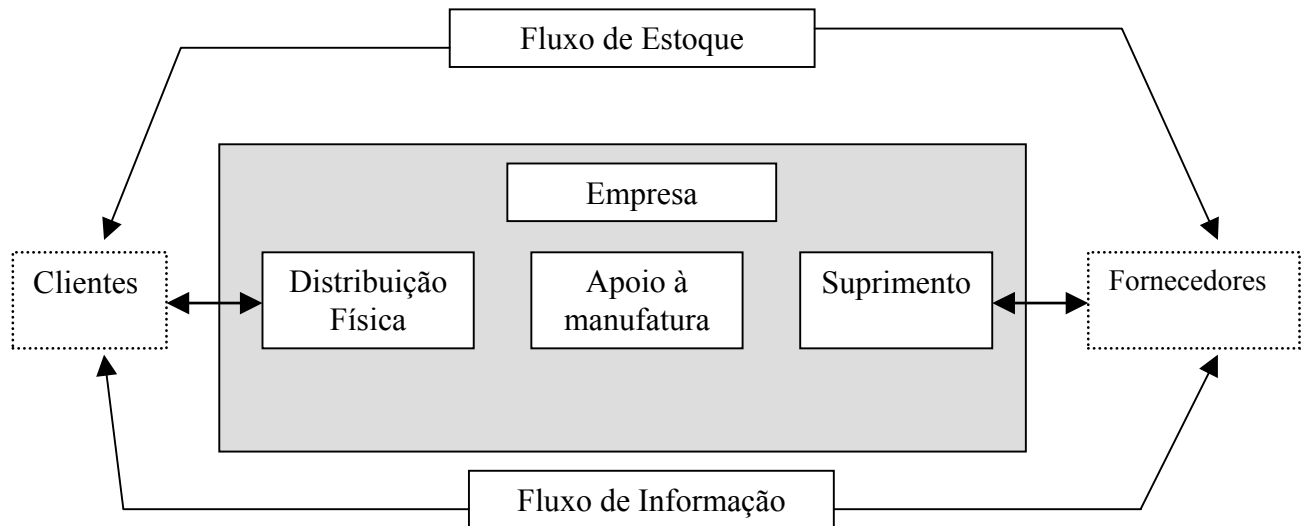 Fluxo de Estoque
Empresa
Clientes
Distribuição
Física
Apoio à
manufatura
Suprimento
Fornecedores
Fluxo de Informação